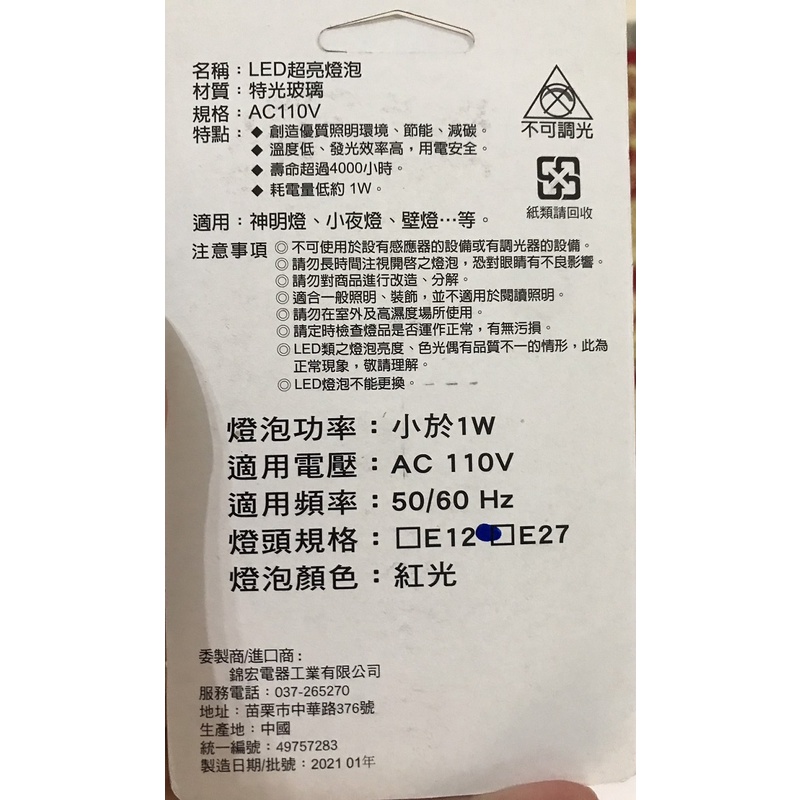 名稱：LED超亮燈泡
材質：特光玻璃
規格：AC110V
特點：◆ 創造優質照明環境、節能、減碳。
◆ 溫度低、發光效率高，用電安全。
◆ 壽命超過4000小時。
◆ 耗電量低約 1W。
不可調光
紙類請回收
適用：神明燈、小夜燈、壁燈…等。
注意事項 ◎ 不可使用於設有感應器的設備或有調光器的設備。
◎ 請勿長時間注視開啓之燈泡，恐對眼睛有不良影響。
◎ 請勿對商品進行改造、分解。
◎ 適合一般照明、裝飾，並不適用於閱讀照明。
◎ 請勿在室外及高濕度場所使用。
◎ 請定時檢查燈品是否運作正常，有無污損。
◎ LED類之燈泡亮度、色光偶有品質不一的情形，此為
正常現象，敬請理解。
◎ LED燈泡不能更換。
燈泡功率：小於1W
適用電壓：AC 110V
適用頻率：50/60 Hz
燈頭規格：□E12 □E27
燈泡顏色：紅光
委製商/進口商：
錦宏電器工業有限公司
服務電話：037-265270
地址：苗栗市中華路376號
生產地：中國
統一編號：49757283
製造日期/批號：2021 01年